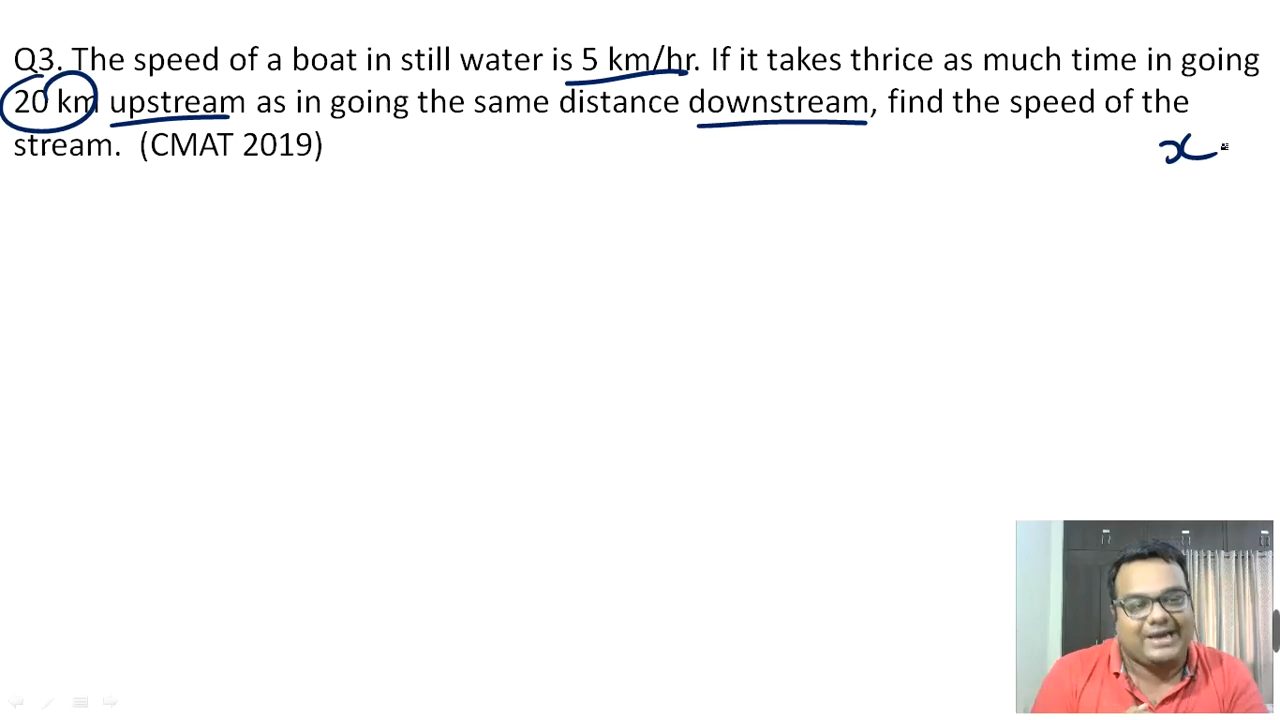 Q3. The speed of a boat in still water is 5 km/hr. If it takes thrice as much time in going
20 km upstream as in going the same distance downstream, find the speed of the
stream. (CMAT 2019)
x